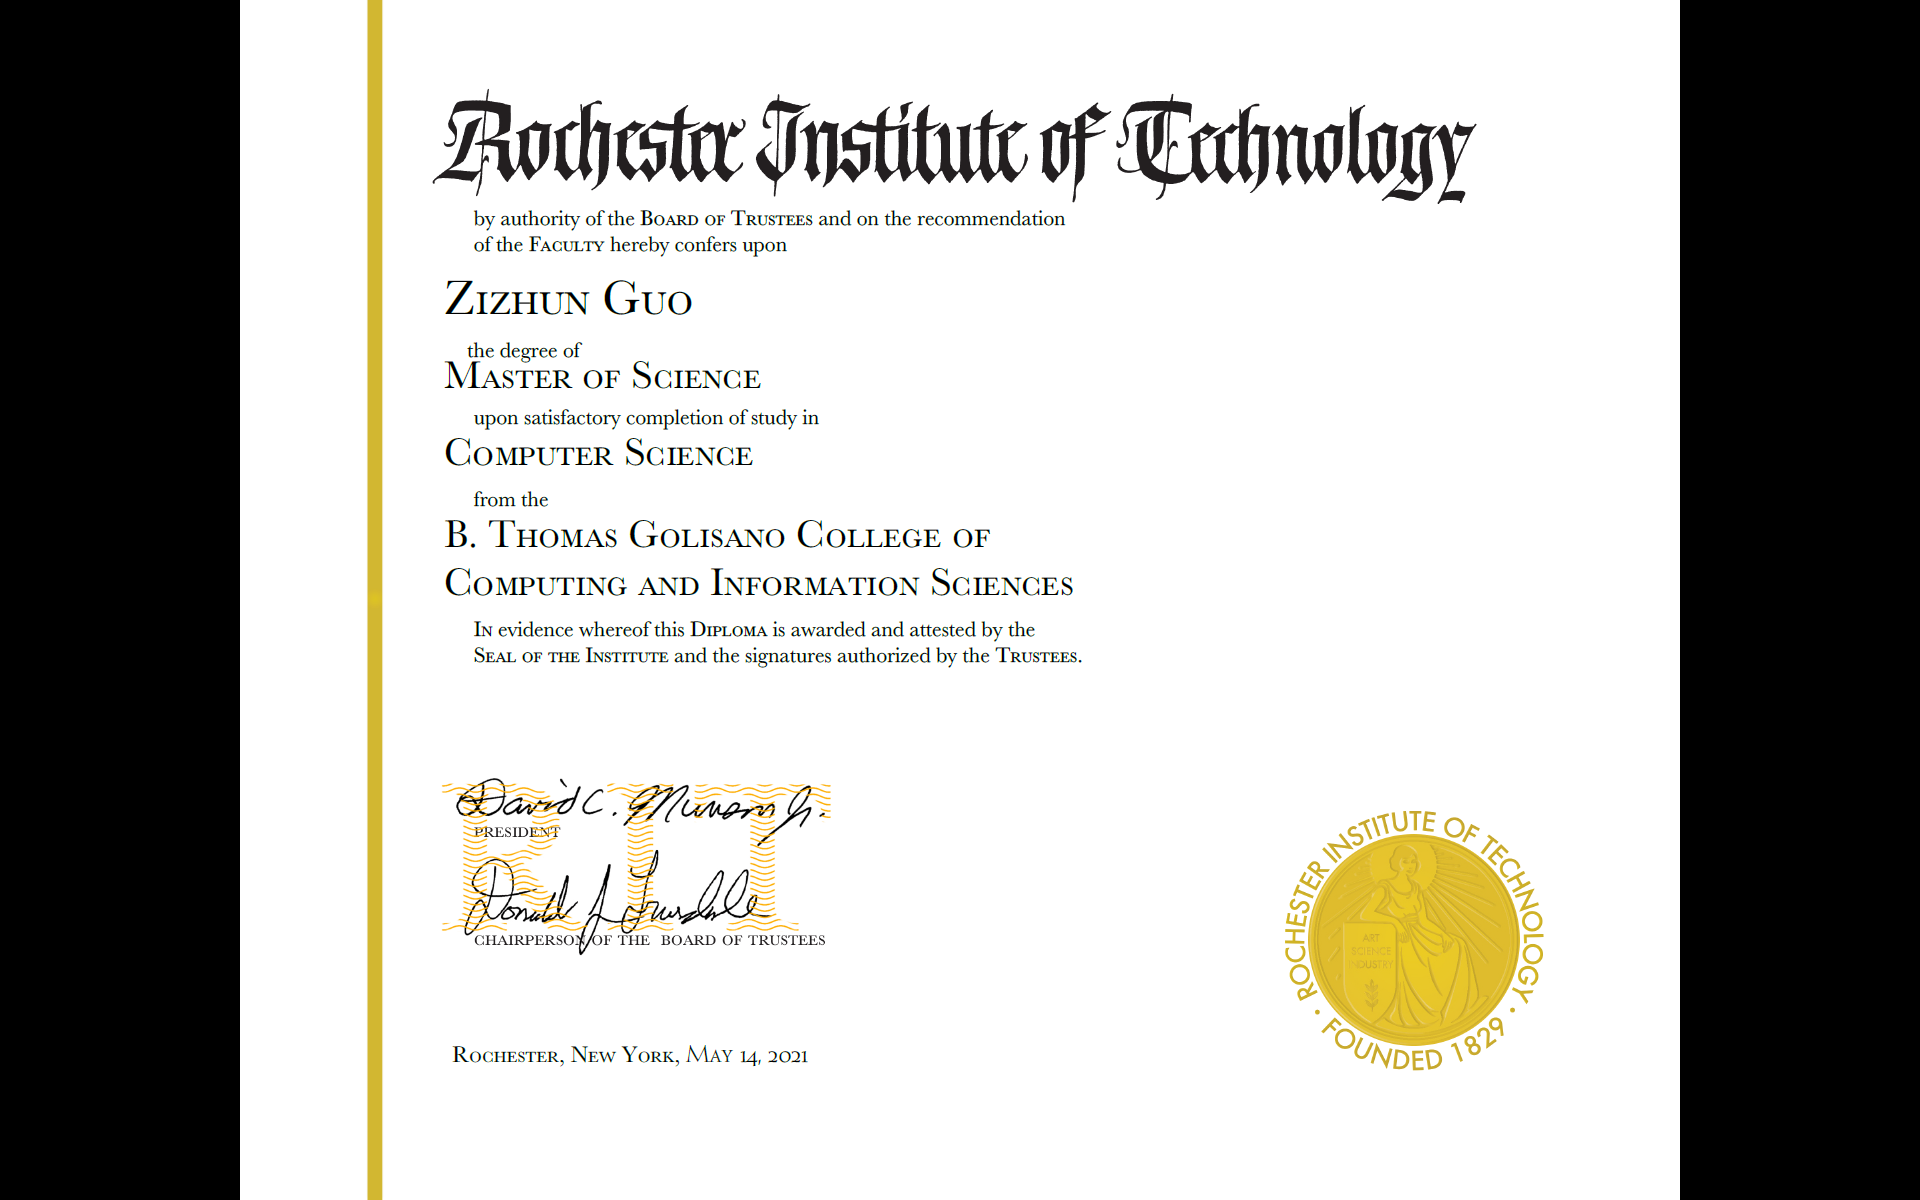 Rochester Institute of Technology
by authority of the Board of Trustees and on the recommendation
of the Faculty hereby confers upon
Zizhun Guo
the degree of
Master of Science
upon satisfactory completion of study in
Computer Science
from the
B. Thomas Golisano College of
Computing and Information Sciences
In evidence whereof this Diploma is awarded and attested by the
Seal of the Institute and the signatures authorized by the Trustees.
RIT
David C. Munson Jr.
PRESIDENT
Donald J Truesdale
CHAIRPERSON OF THE BOARD OF TRUSTEES
Rochester, New York, May 14, 2021
ROCHESTER INSTITUTE OF TECHNOLOGY
ART
SCIENCE
INDUSTRY
· FOUNDED 1829 ·